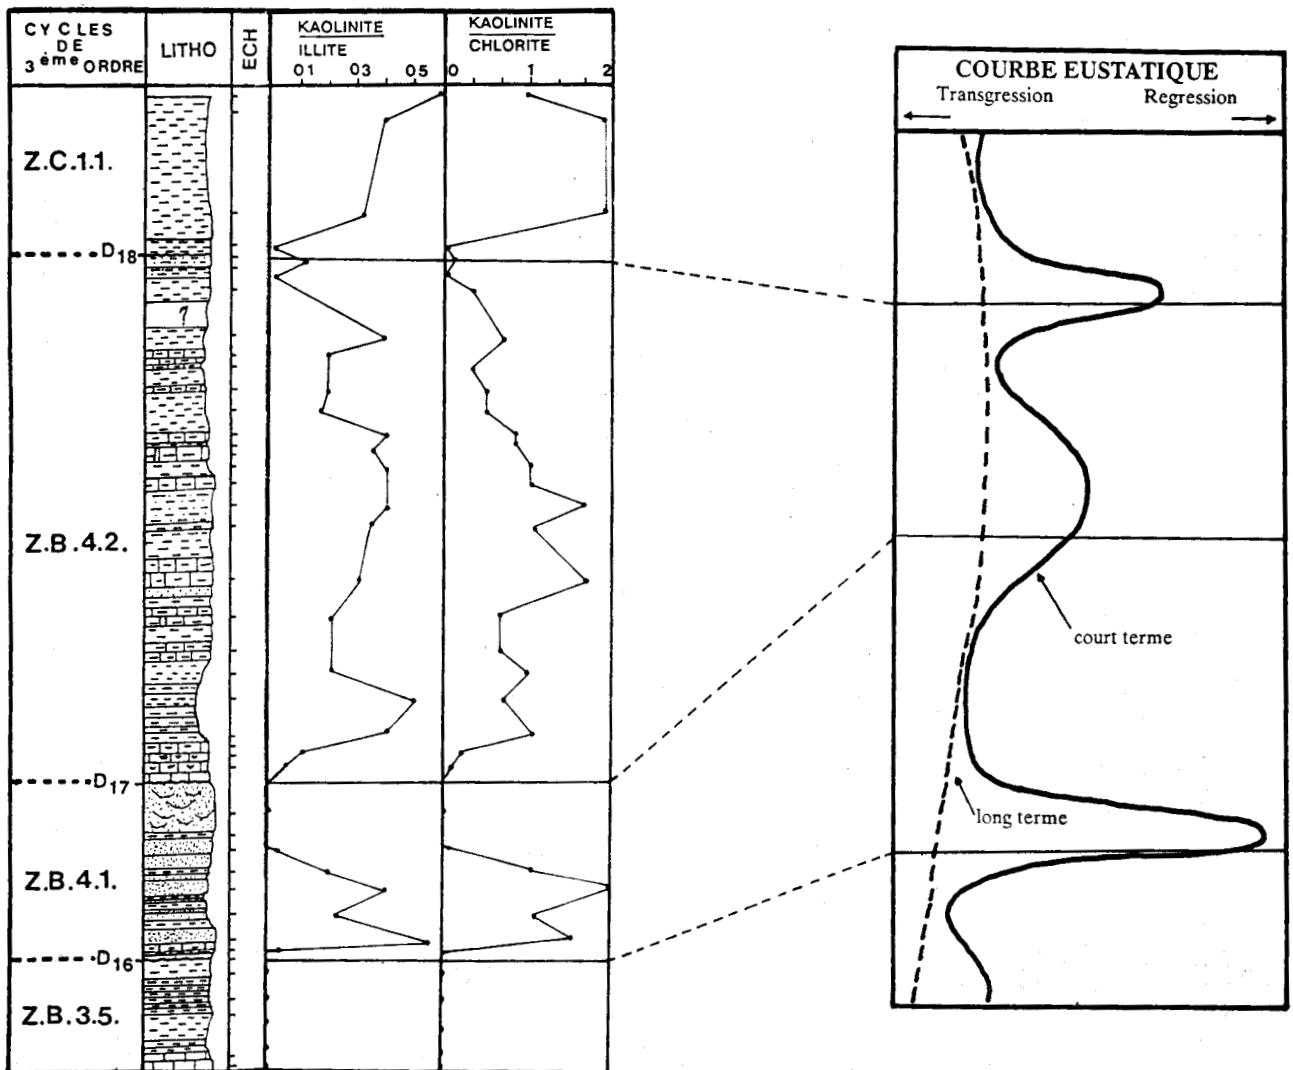 CYCLES
DE
3ème ORDRE
LITHO
ECH
KAOLINITE
ILLITE
01 03 05
KAOLINITE
CHLORITE
0 1 2
COURBE EUSTATIQUE
Transgression Regression
Z.C.1.1.
D18
?
Z.B.4.2.
court terme
D17
long terme
Z.B.4.1.
D16
Z.B.3.5.